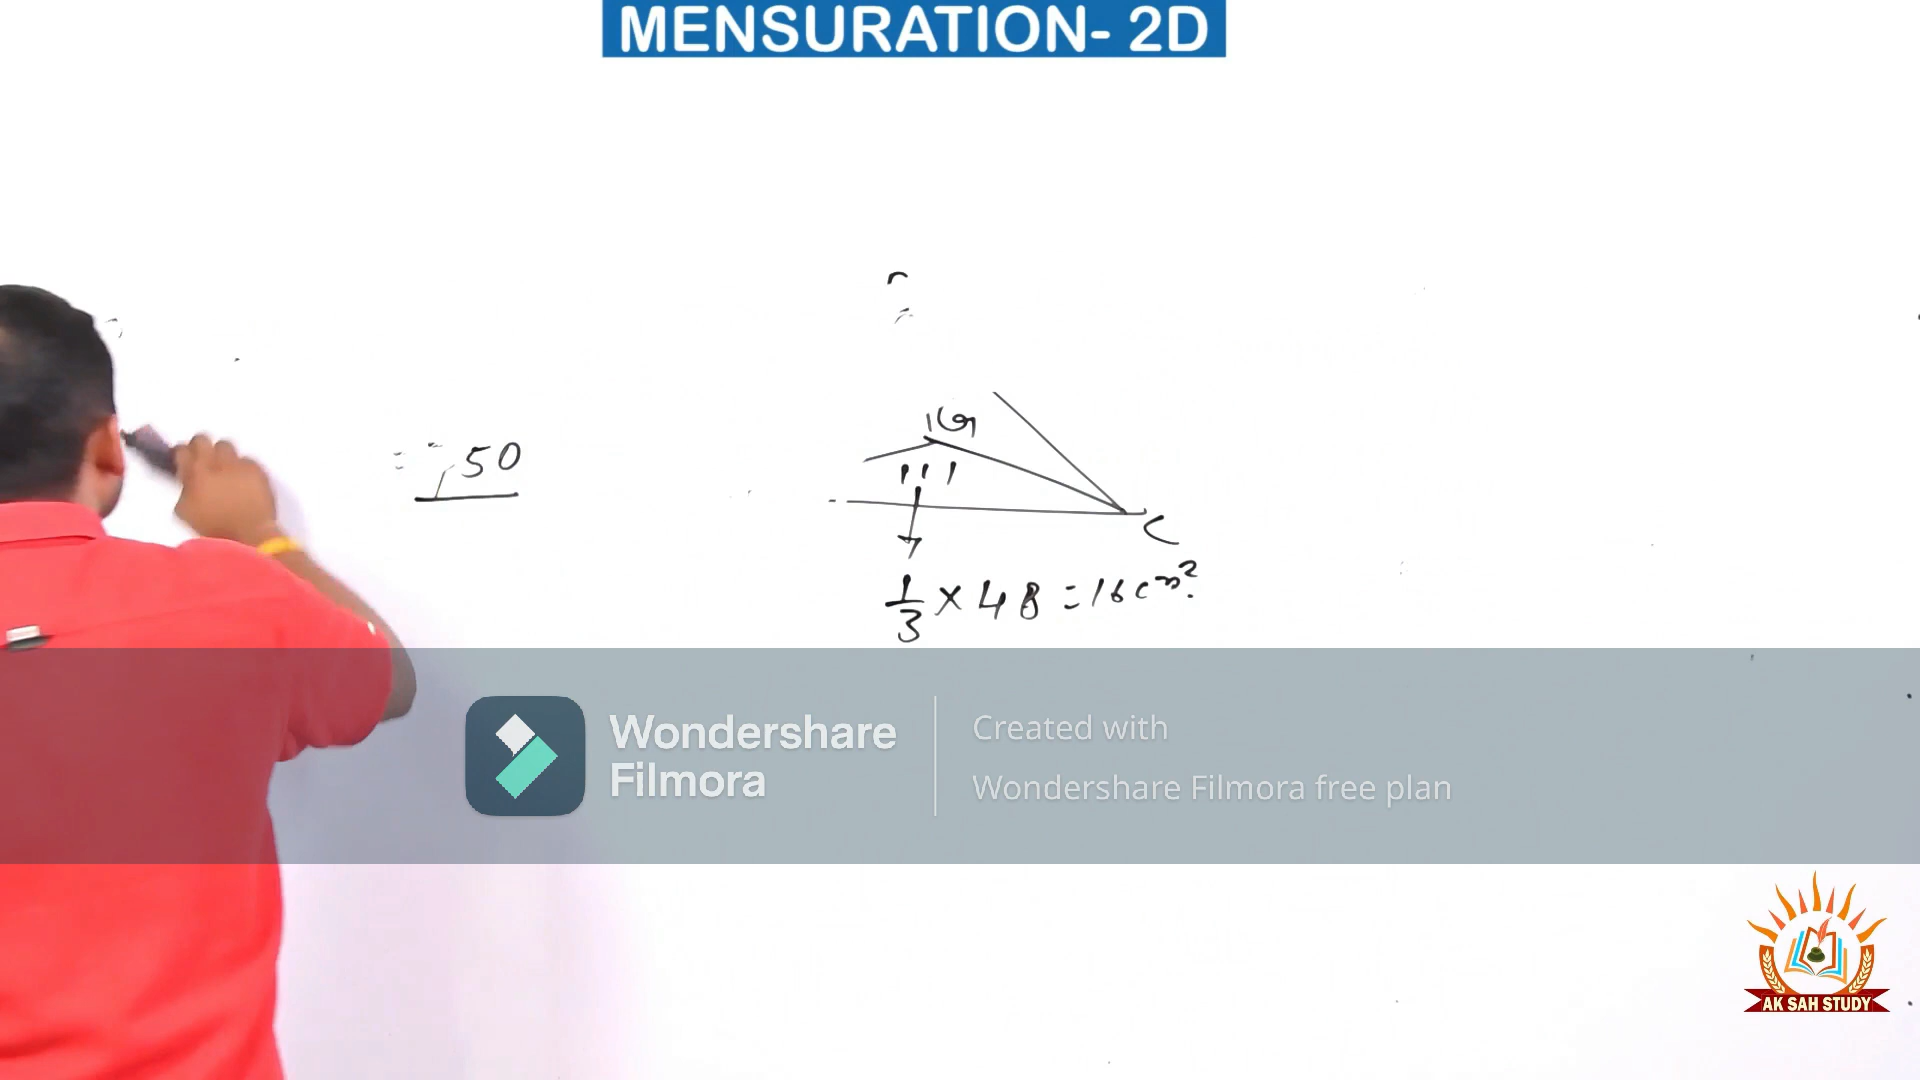 MENSURATION- 2D
G
= 50
C
1/3 × 48 = 16 cm².
Wondershare
Filmora
Created with
Wondershare Filmora free plan
AK SAH STUDY